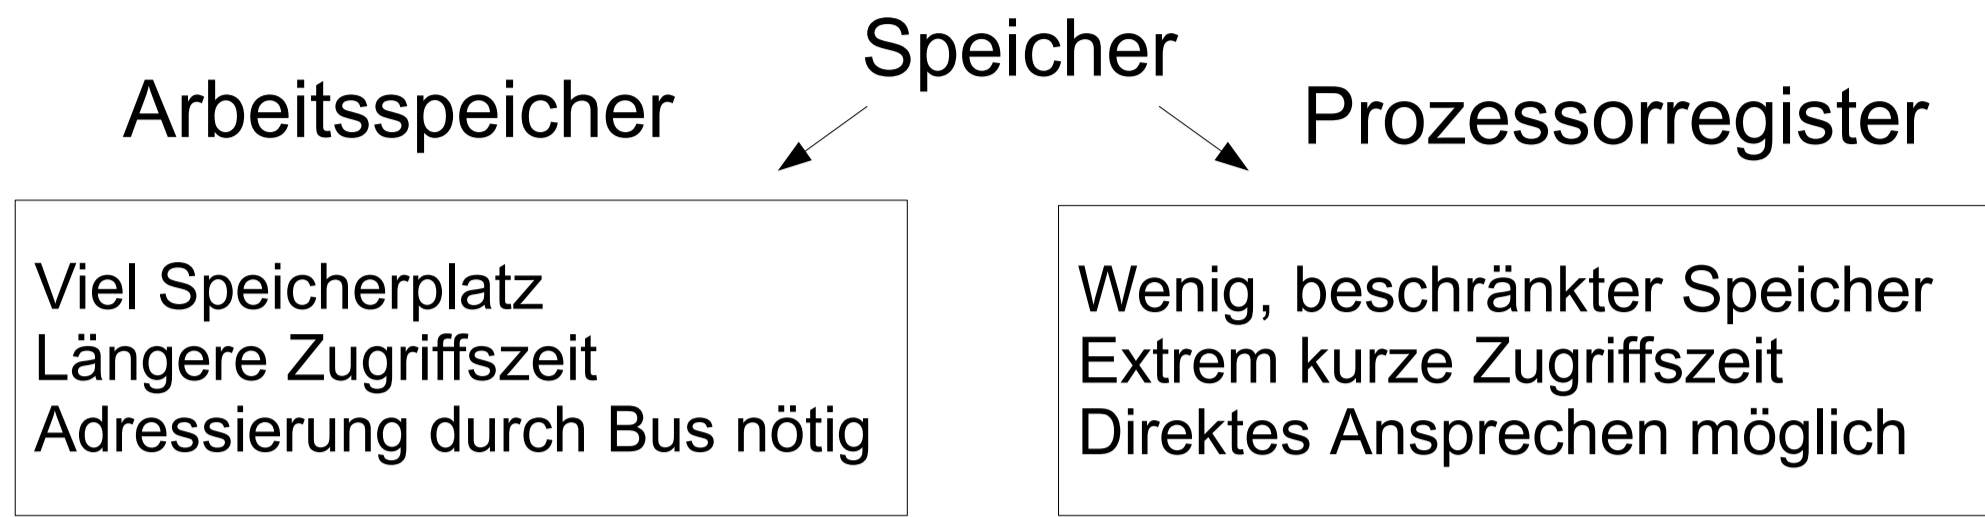 Speicher
Arbeitsspeicher
Viel Speicherplatz
Längere Zugriffszeit
Adressierung durch Bus nötig
Prozessorregister
Wenig, beschränkter Speicher
Extrem kurze Zugriffszeit
Direktes Ansprechen möglich